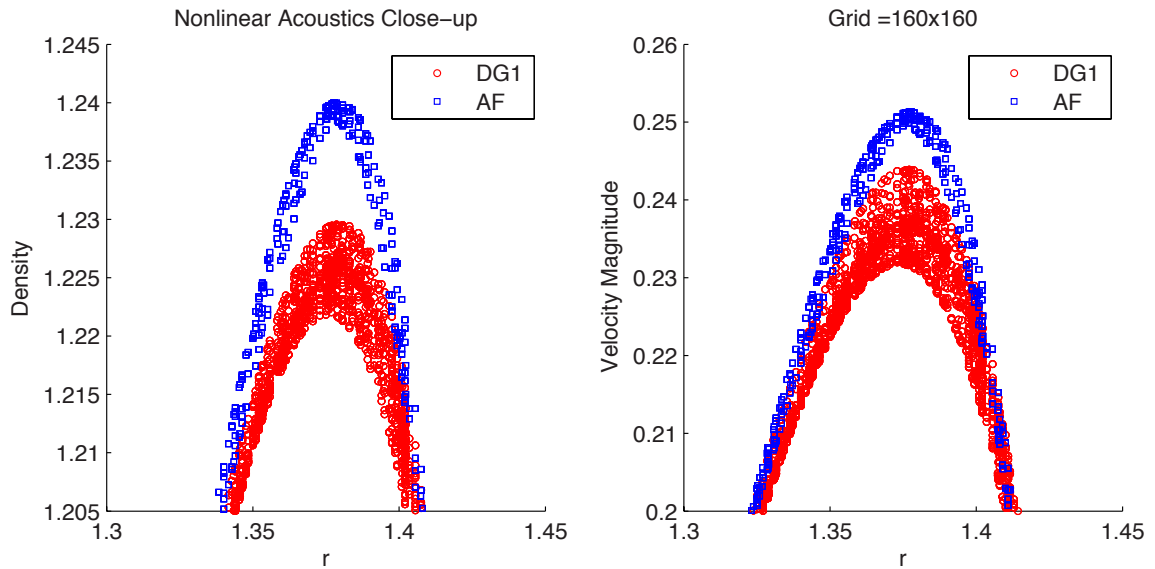 Nonlinear Acoustics Close-up
1.245
1.24
1.235
1.23
1.225
1.22
1.215
1.21
1.205
Density
1.3
1.35
1.4
1.45
r
DG1
AF
Grid =160x160
0.26
0.25
0.24
0.23
0.22
0.21
0.2
Velocity Magnitude
1.3
1.35
1.4
1.45
r
DG1
AF